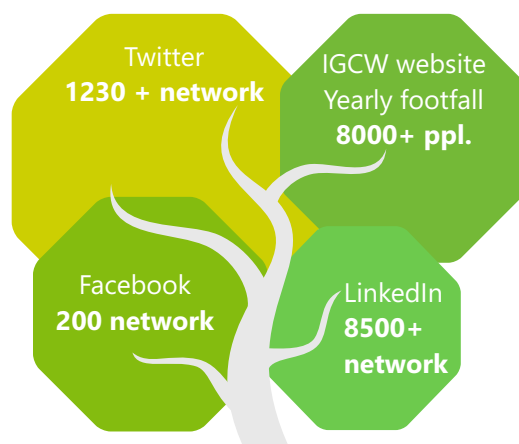 Twitter
1230 + network
IGCW website
Yearly footfall
8000+ ppl.
Facebook
200 network
LinkedIn
8500+
network